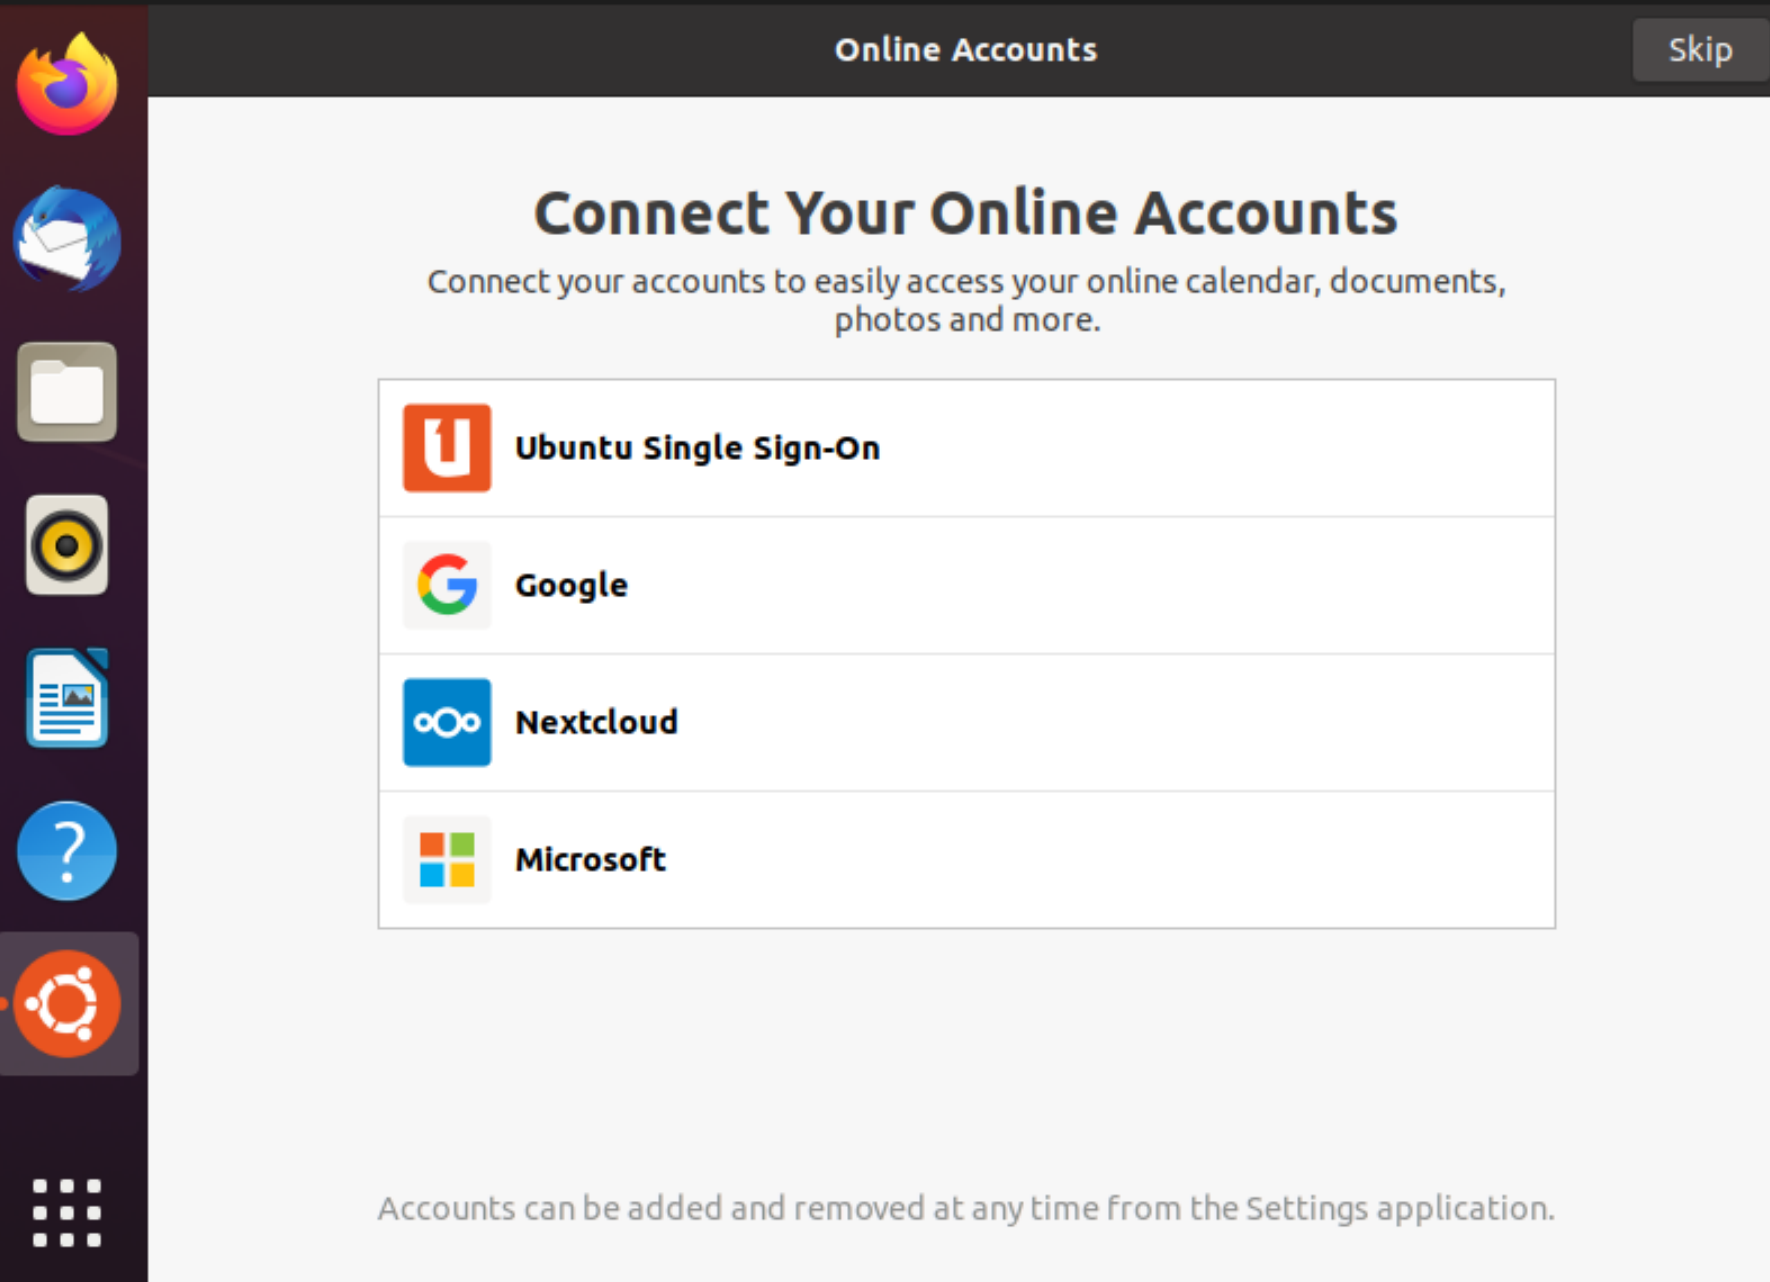 Online Accounts
Skip
Connect Your Online Accounts
Connect your accounts to easily access your online calendar, documents,
photos and more.
Ubuntu Single Sign-On
Google
Nextcloud
Microsoft
Accounts can be added and removed at any time from the Settings application.